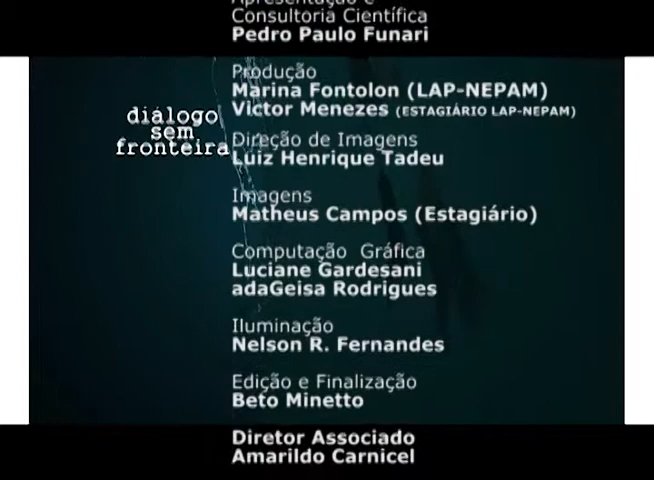 Apresentação e
Consultoria Científica
Pedro Paulo Funari
Produção
Marina Fontolon (LAP-NEPAM)
Victor Menezes (ESTAGIÁRIO LAP-NEPAM)
diálogo
sem
fronteira
Direção de Imagens
Luiz Henrique Tadeu
Imagens
Matheus Campos (Estagiário)
Computação Gráfica
Luciane Gardesani
adaGeisa Rodrigues
Iluminação
Nelson R. Fernandes
Edição e Finalização
Beto Minetto
Diretor Associado
Amarildo Carnicel